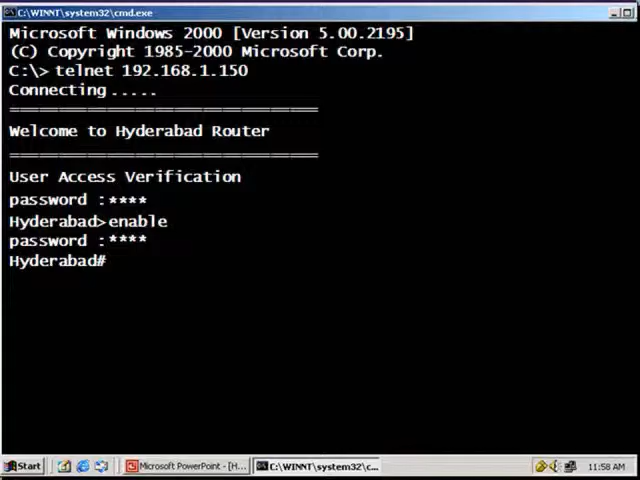 C:\WINNT\system32\cmd.exe
Microsoft Windows 2000 [Version 5.00.2195]
(C) Copyright 1985-2000 Microsoft Corp.
C:\> telnet 192.168.1.150
Connecting .....
Welcome to Hyderabad Router
User Access Verification
password :****
Hyderabad>enable
password :****
Hyderabad#
Start Microsoft PowerPoint - [H... C:\WINNT\system32\c... 11:58 AM